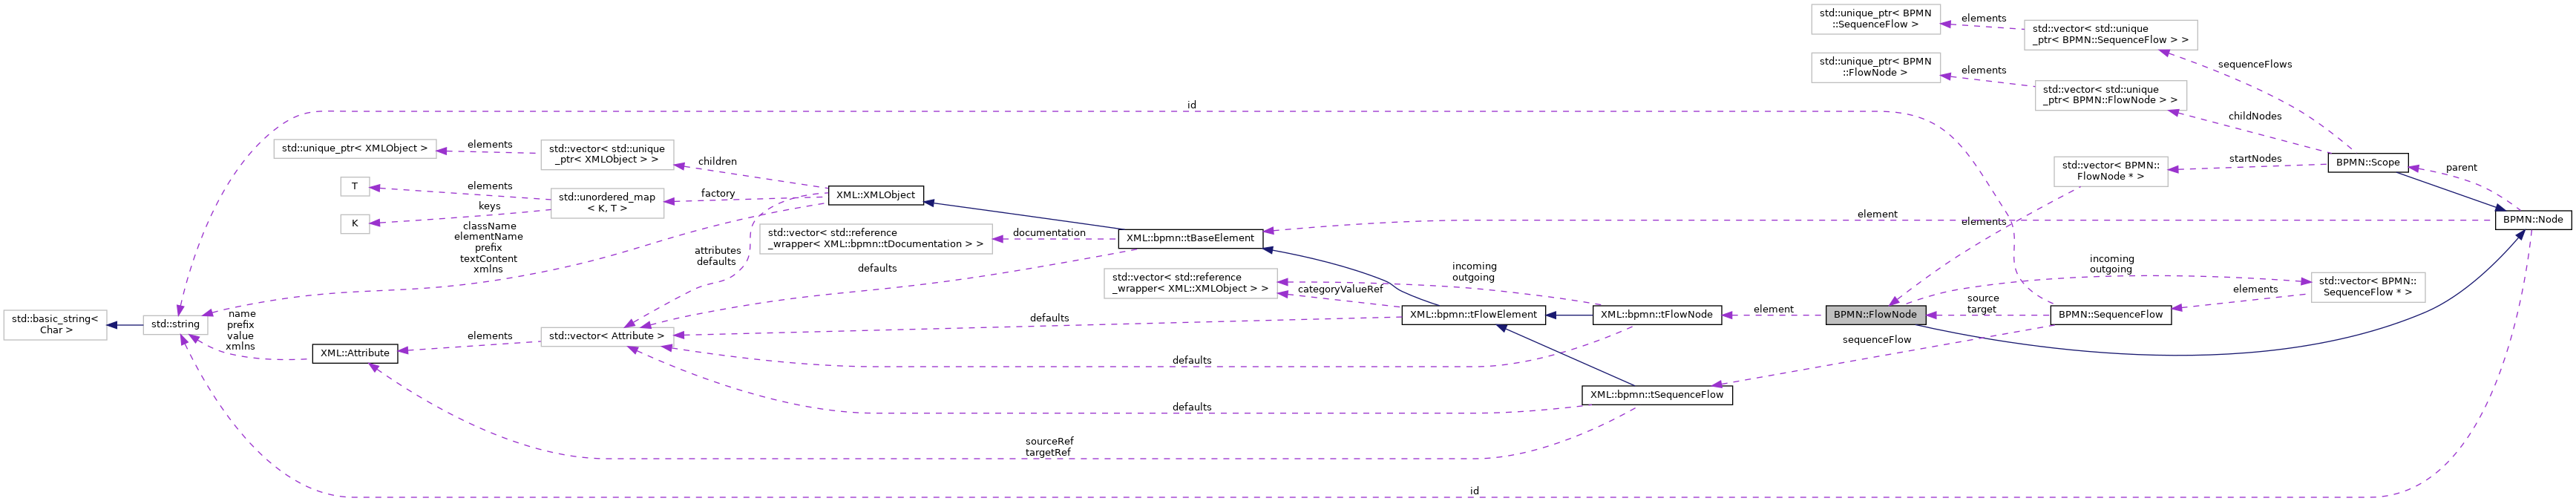 std::unique_ptr< BPMN
::SequenceFlow >
elements
std::vector< std::unique
_ptr< BPMN::SequenceFlow > >
sequenceFlows
std::unique_ptr< BPMN
::FlowNode >
elements
std::vector< std::unique
_ptr< BPMN::FlowNode > >
childNodes
id
std::unique_ptr< XMLObject >
elements
std::vector< std::unique
_ptr< XMLObject > >
children
std::vector< BPMN::
FlowNode * >
startNodes
BPMN::Scope
parent
T
elements
K
keys
std::unordered_map
< K, T >
factory
XML::XMLObject
className
elementName
prefix
textContent
xmlns
attributes
defaults
std::vector< std::reference
_wrapper< XML::bpmn::tDocumentation > >
documentation
XML::bpmn::tBaseElement
element
elements
BPMN::Node
defaults
std::vector< std::reference
_wrapper< XML::XMLObject > >
incoming
outgoing
categoryValueRef
incoming
outgoing
std::vector< BPMN::
SequenceFlow * >
elements
std::basic_string<
Char >
std::string
name
prefix
value
xmlns
XML::Attribute
elements
std::vector< Attribute >
defaults
XML::bpmn::tFlowElement
XML::bpmn::tFlowNode
element
BPMN::FlowNode
source
target
BPMN::SequenceFlow
sequenceFlow
defaults
XML::bpmn::tSequenceFlow
defaults
sourceRef
targetRef
id